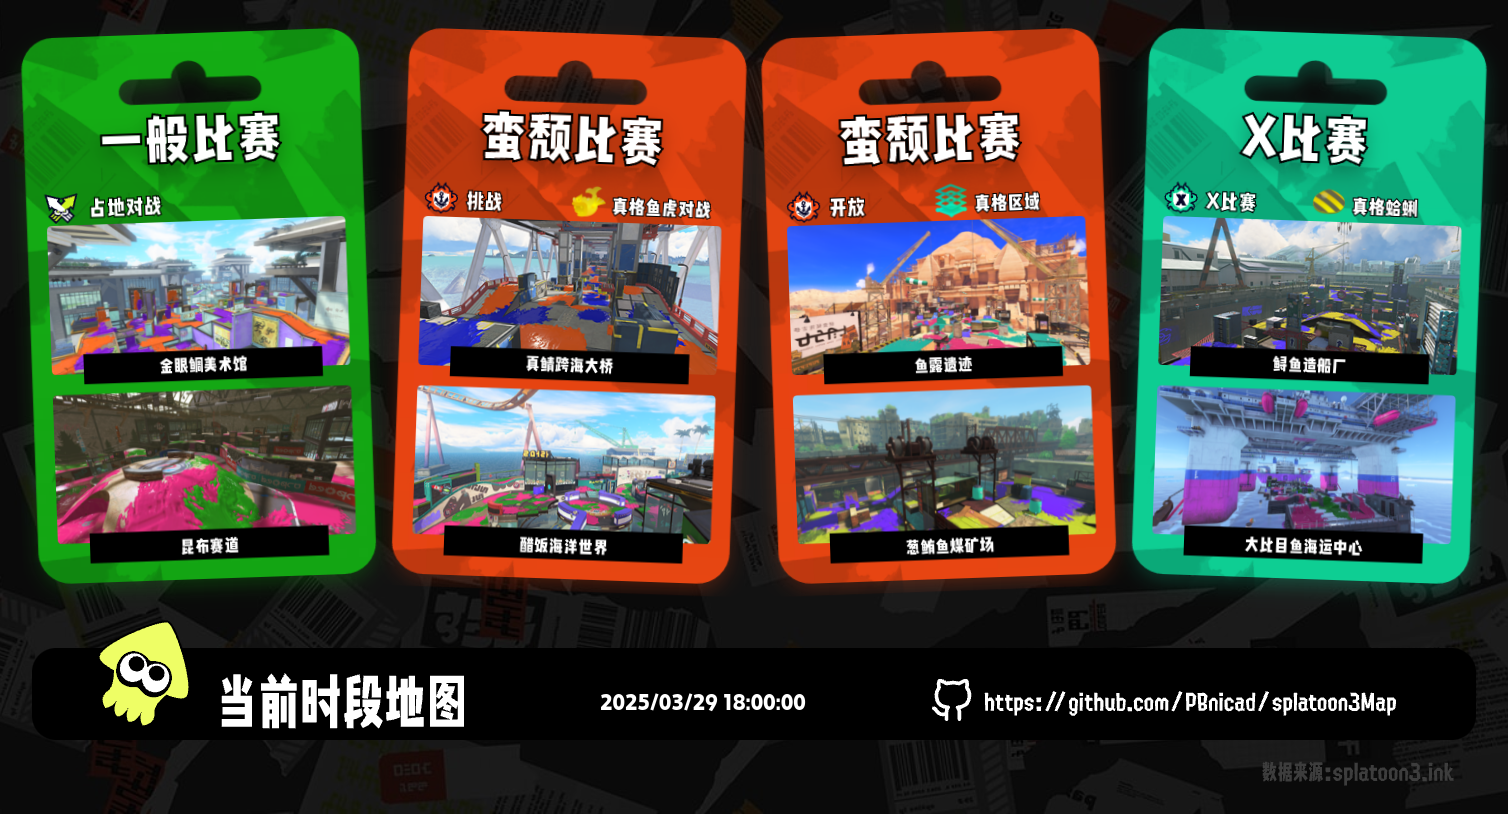 一般比赛
占地对战
金眼鲷美术馆
昆布赛道
蛮颓比赛
挑战
真格鱼虎对战
真鲭跨海大桥
醋饭海洋世界
蛮颓比赛
开放
真格区域
鱼露遗迹
葱鲔鱼煤矿场
X比赛
X比赛
真格蛤蜊
鲟鱼造船厂
大比目鱼海运中心
当前时段地图
2025/03/29 18:00:00
https://github.com/PBnicad/splatoon3Map
数据来源:splatoon3.ink